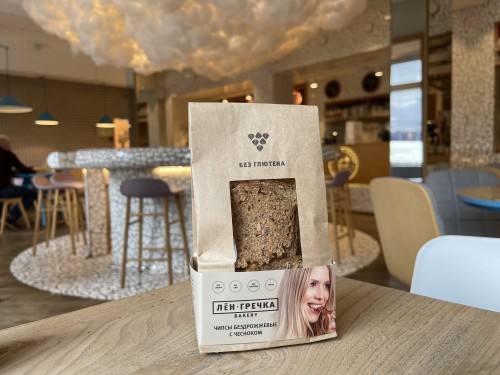 БЕЗ ГЛЮТЕНА
ЛЁН·ГРЕЧКА
BAKERY
ЧИПСЫ БЕЗДРОЖЖЕВЫЕ
С ЧЕСНОКОМ